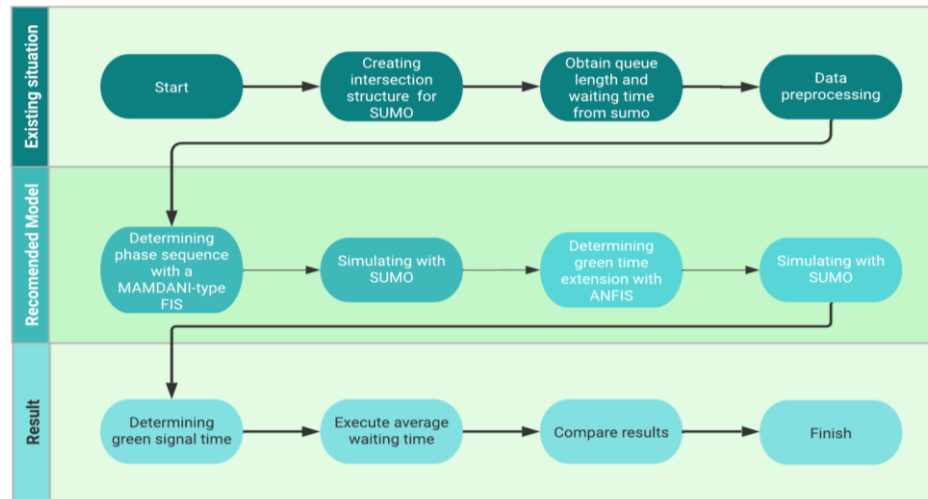 Existing situation
Start
Creating
intersection
structure for
SUMO
Obtain queue
length and
waiting time
from sumo
Data
preprocessing
Recomended Model
Determining
phase sequence
with a
MAMDANI-type
FIS
Simulating with
SUMO
Determining
green time
extension with
ANFIS
Simulating with
SUMO
Result
Determining
green signal time
Execute average
waiting time
Compare results
Finish